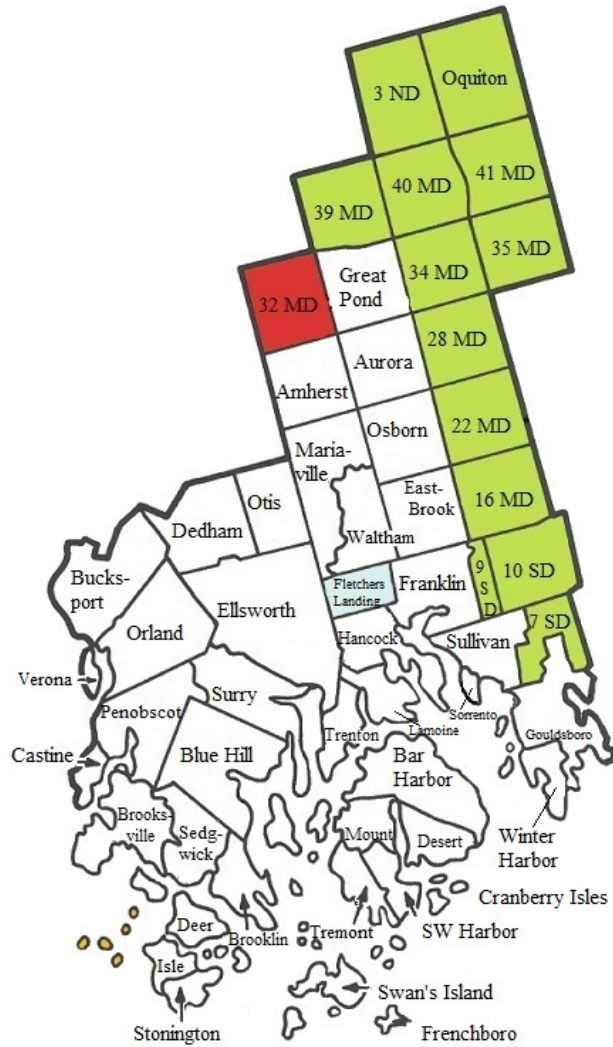 3 ND
Oquiton
39 MD
40 MD
41 MD
32 MD
Great
Pond
34 MD
35 MD
28 MD
Amherst
Aurora
22 MD
Maria-
ville
Osborn
16 MD
East-
Brook
Otis
Dedham
Waltham
Bucks-
port
Ellsworth
Fletchers
Landing
Franklin
9
S
D
10 SD
Orland
Hancock
Sullivan
7 SD
Verona
Surry
Penobscot
Sorrento
Lamoine
Trenton
Gouldsboro
Castine
Blue Hill
Bar
Harbor
Brooks-
ville
Sedg-
wick
Mount
Desert
Winter
Harbor
Cranberry Isles
Deer
Isle
Brooklin
Tremont
SW Harbor
Swan's Island
Stonington
Frenchboro